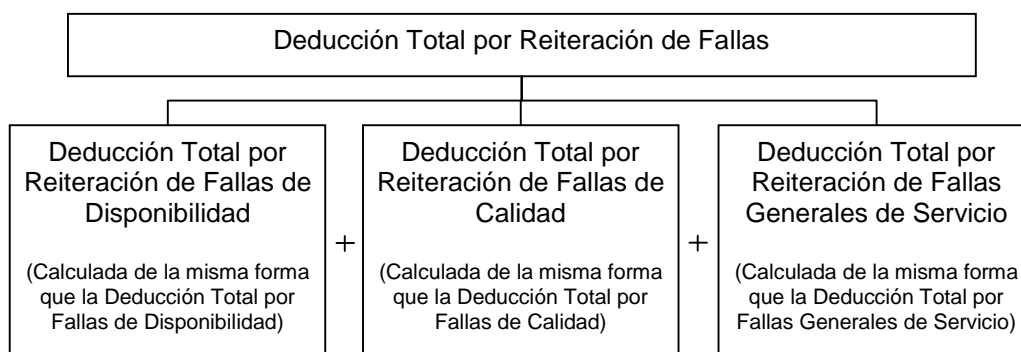 Deducción Total por Reiteración de Fallas
Deducción Total por
Reiteración de Fallas de
Disponibilidad
(Calculada de la misma forma
que la Deducción Total por
Fallas de Disponibilidad)
+
Deducción Total por
Reiteración de Fallas de
Calidad
(Calculada de la misma forma
que la Deducción Total por
Fallas de Calidad)
+
Deducción Total por
Reiteración de Fallas
Generales de Servicio
(Calculada de la misma forma
que la Deducción Total por
Fallas Generales de Servicio)